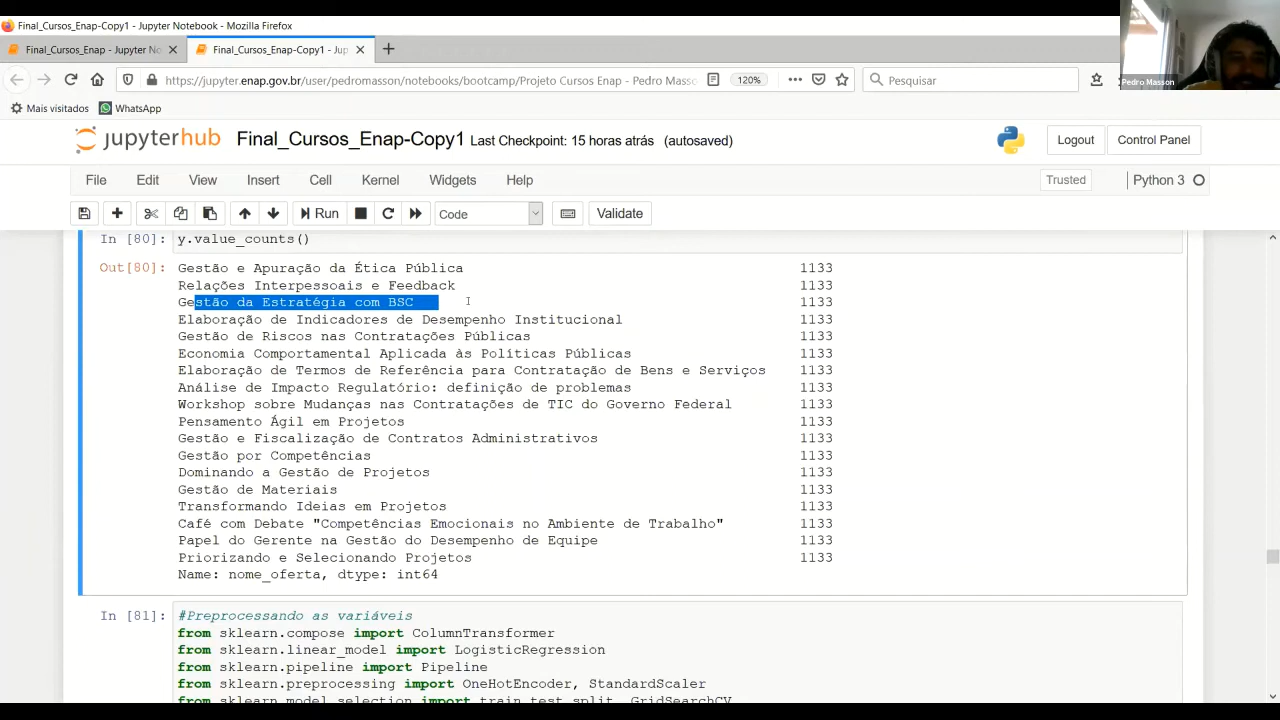 Final_Cursos_Enap-Copy1 - Jupyter Notebook - Mozilla Firefox
Final_Cursos_Enap - Jupyter No
Final_Cursos_Enap-Copy1 - Jup
https://jupyter.enap.gov.br/user/pedromasson/notebooks/bootcamp/Projeto Cursos Enap - Pedro Masso
120%
Pesquisar
Pedro Masson
Mais visitados
WhatsApp
jupyterhub
Final_Cursos_Enap-Copy1 Last Checkpoint: 15 horas atrás (autosaved)
Logout
Control Panel
File Edit View Insert Cell Kernel Widgets Help
Trusted
Python 3
Run
Code
Validate
In [80]: y.value_counts()
Out[80]: Gestão e Apuração da Ética Pública 1133
Relações Interpessoais e Feedback 1133
Gestão da Estratégia com BSC 1133
Elaboração de Indicadores de Desempenho Institucional 1133
Gestão de Riscos nas Contratações Públicas 1133
Economia Comportamental Aplicada às Políticas Públicas 1133
Elaboração de Termos de Referência para Contratação de Bens e Serviços 1133
Análise de Impacto Regulatório: definição de problemas 1133
Workshop sobre Mudanças nas Contratações de TIC do Governo Federal 1133
Pensamento Ágil em Projetos 1133
Gestão e Fiscalização de Contratos Administrativos 1133
Gestão por Competências 1133
Dominando a Gestão de Projetos 1133
Gestão de Materiais 1133
Transformando Ideias em Projetos 1133
Café com Debate "Competências Emocionais no Ambiente de Trabalho" 1133
Papel do Gerente na Gestão do Desempenho de Equipe 1133
Priorizando e Selecionando Projetos 1133
Name: nome_oferta, dtype: int64
In [81]: #Preprocessando as variáveis
from sklearn.compose import ColumnTransformer
from sklearn.linear_model import LogisticRegression
from sklearn.pipeline import Pipeline
from sklearn.preprocessing import OneHotEncoder, StandardScaler
from sklearn.model_selection import train_test_split, GridSearchCV